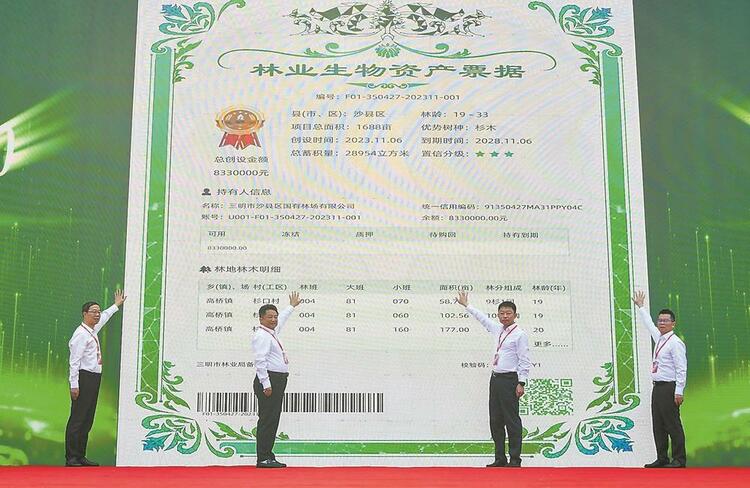 林业生物资产票据
编号：F01-350427-202311-001
县(市、区)：沙县区 林龄：19-33
项目总面积：1688亩 优势树种：杉木
创设时间：2023.11.06 到期时间：2028.11.06
总蓄积量：28954立方米 置信分级：★★★
总创设金额
8330000元
持有人信息
名称：三明市沙县区国有林场有限公司 统一信用编码：91350427MA31PPY04C
账号：U001-F01-350427-202311-001 余额：8330000.00元
可用 冻结 质押 待购回 持有到期
8330000.00
林地林木明细
乡(镇)、场 村(工区) 林班 大班 小班 面积(亩) 林分组成 林龄(年)
高桥镇 杉口村 004 81 070 58.7 9杉1 19
高桥镇 004 81 060 102.56 19
高桥镇 004 81 160 177.00 20
更多……
三明市林业局备 校验码： Y1
F01-350427-20231